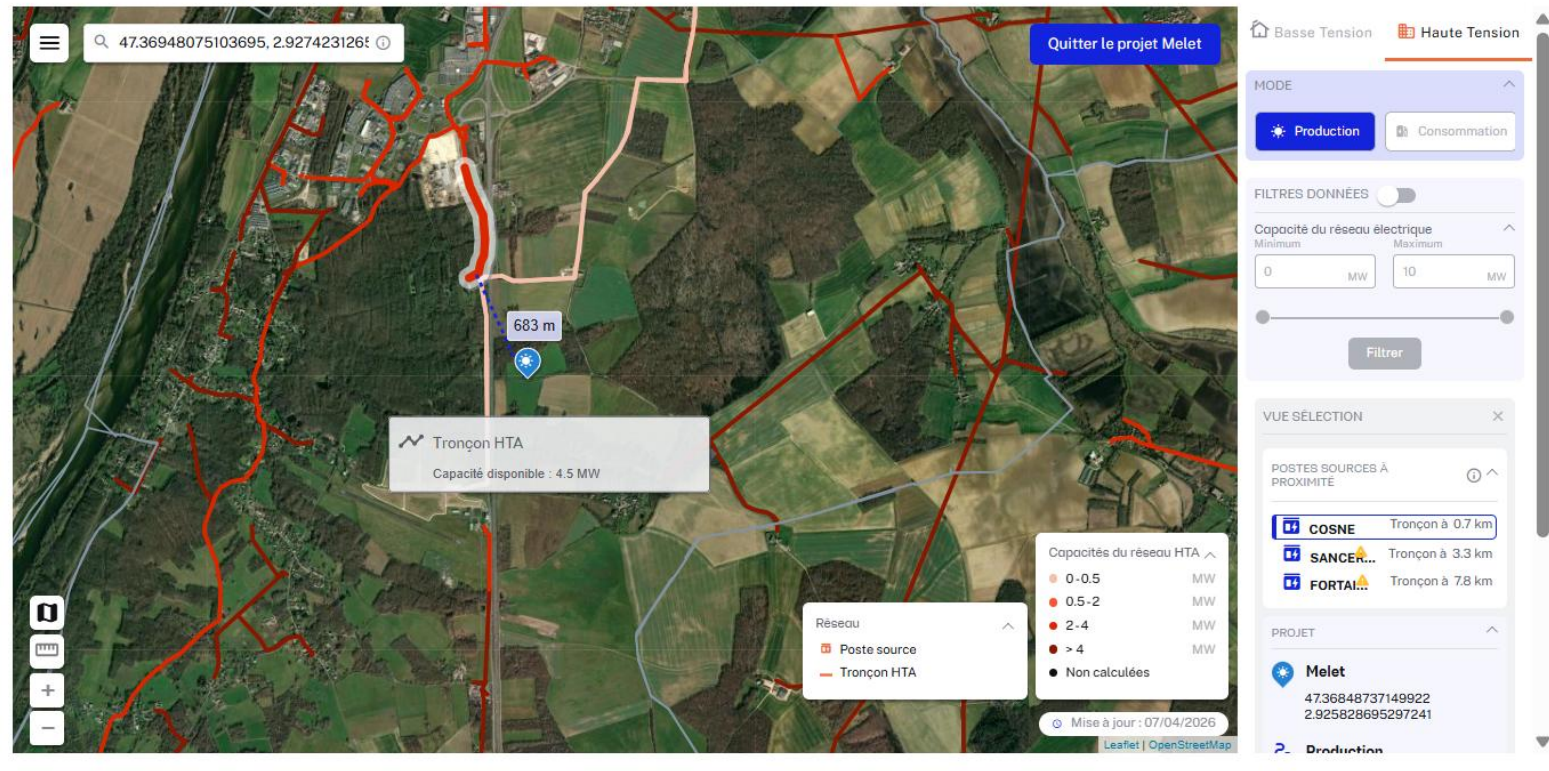 47.36948075103695, 2.9274231265
Quitter le projet Melet
683 m
Tronçon HTA
Capacité disponible : 4.5 MW
Réseau
Poste source
Tronçon HTA
Capacités du réseau HTA
0-0.5 MW
0.5-2 MW
2-4 MW
> 4 MW
Non calculées
Mise à jour : 07/04/2026
Leaflet | OpenStreetMap
+
−
Basse Tension
Haute Tension
MODE
Production
Consommation
FILTRES DONNÉES
Capacité du réseau électrique
Minimum Maximum
0 MW 10 MW
Filtrer
VUE SÉLECTION
POSTES SOURCES À
PROXIMITÉ
COSNE Tronçon à 0.7 km
SANCER... Tronçon à 3.3 km
FORTAI... Tronçon à 7.8 km
PROJET
Melet
47.36848737149922
2.925828695297241
Production